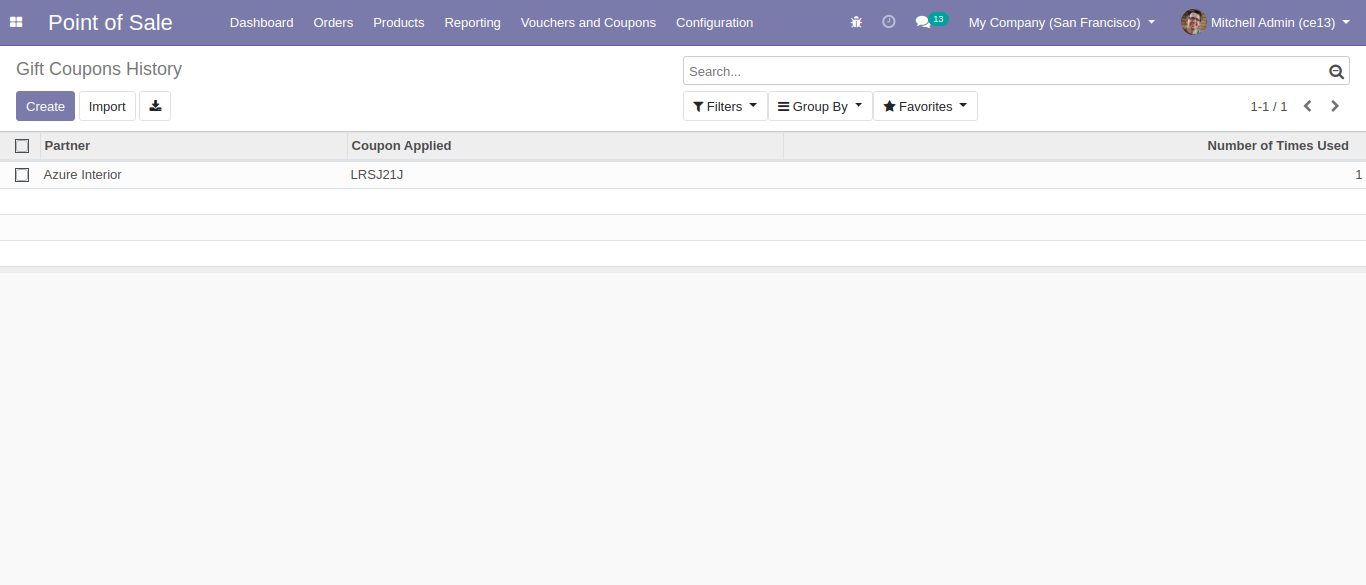 Point of Sale Dashboard Orders Products Reporting Vouchers and Coupons Configuration 13 My Company (San Francisco) Mitchell Admin (ce13)
Gift Coupons History Search...
Create Import Filters Group By Favorites 1-1 / 1
Partner Coupon Applied Number of Times Used
Azure Interior LRSJ21J 1